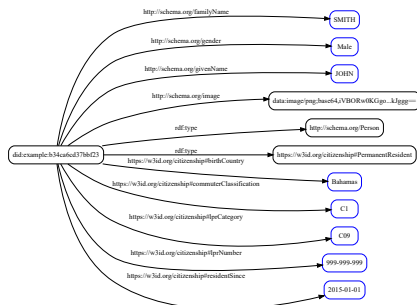 http://schema.org/familyName
SMITH
http://schema.org/gender
Male
http://schema.org/givenName
JOHN
http://schema.org/image
data:image/png;base64,iVBORw0KGgo...kJggg==
rdf:type
http://schema.org/Person
did:example:b34ca6cd37bbf23
rdf:type
https://w3id.org/citizenship#PermanentResident
https://w3id.org/citizenship#birthCountry
Bahamas
https://w3id.org/citizenship#commuterClassification
C1
https://w3id.org/citizenship#lprCategory
C09
https://w3id.org/citizenship#lprNumber
999-999-999
https://w3id.org/citizenship#residentSince
2015-01-01